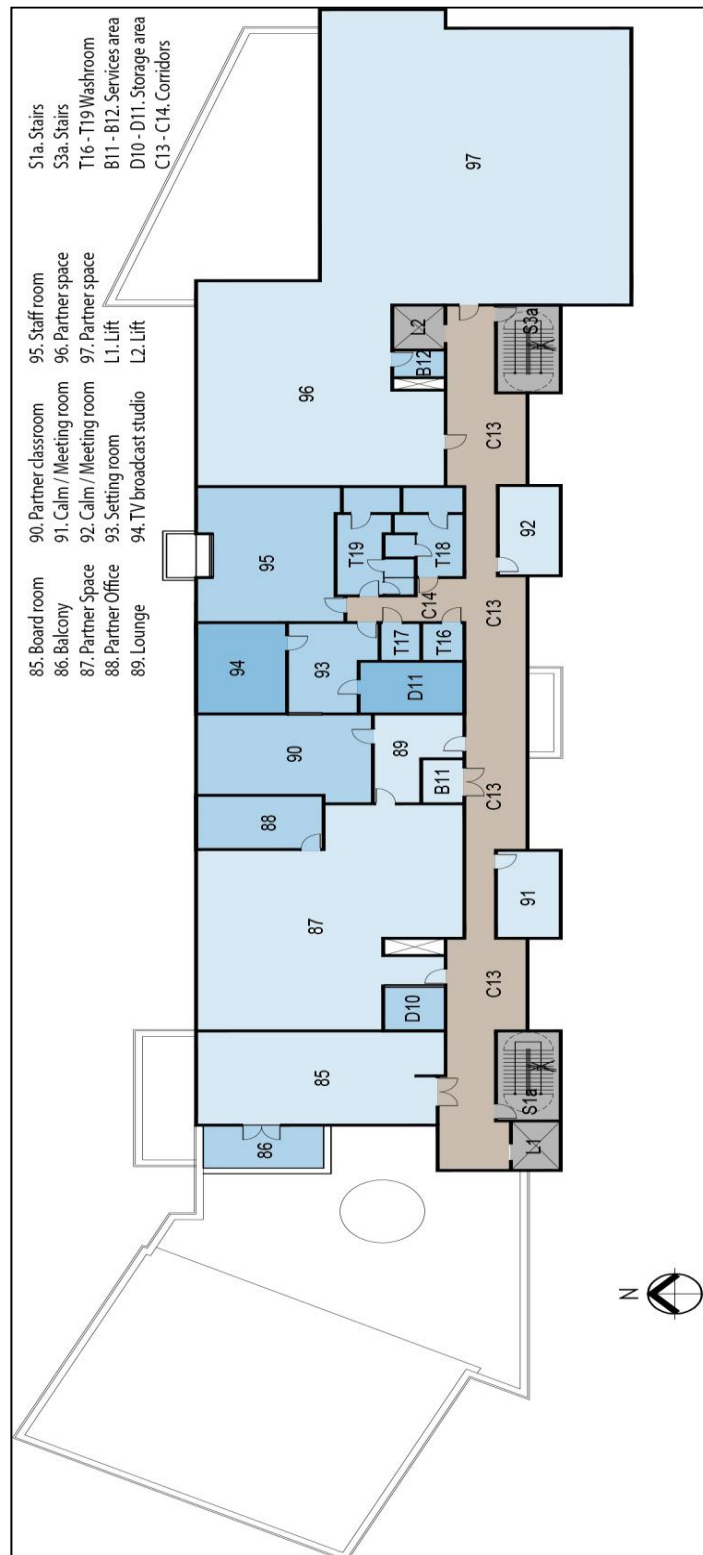 85. Board room
86. Balcony
87. Partner Space
88. Partner Office
89. Lounge
90. Partner classroom
91. Calm / Meeting room
92. Calm / Meeting room
93. Setting room
94. TV broadcast studio
95. Staff room
96. Partner space
97. Partner space
L1. Lift
L2. Lift
S1a. Stairs
S3a. Stairs
T16 - T19 Washroom
B11 - B12. Services area
D10 - D11. Storage area
C13 - C14. Corridors
86
85
87
88
90
94
95
96
97
93
89
T19
T17
T18
T16
C14
D11
B11
D10
B12
L2
C13
C13
C13
C13
L1
S1a
91
92
S3a
N